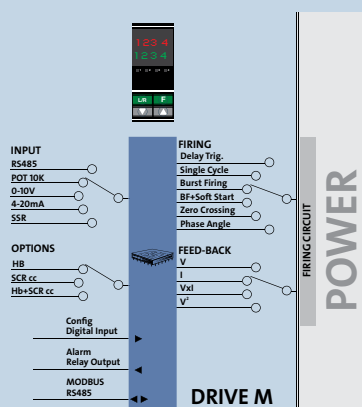 1234
1234
L/R F
INPUT
RS485
POT 10K
0-10V
4-20mA
SSR
OPTIONS
HB
SCR cc
Hb+SCR cc
Config
Digital Input
Alarm
Relay Output
MODBUS
RS485
FIRING
Delay Trig.
Single Cycle
Burst Firing
BF+Soft Start
Zero Crossing
Phase Angle
FEED-BACK
V
I
VxI
V²
DRIVE M
FIRING CIRCUIT
POWER